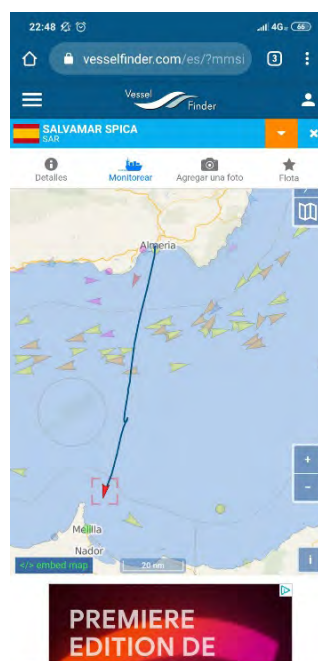 22:48
4G+ 66
vesselfinder.com/es/?mmsi
3
Vessel
Finder
SALVAMAR SPICA
SAR
Detalles
Monitorear
Agregar una foto
Flota
Almeria
+
-
Melilla
Nador
</> embed map
20 nm
i
PREMIERE
EDITION DE